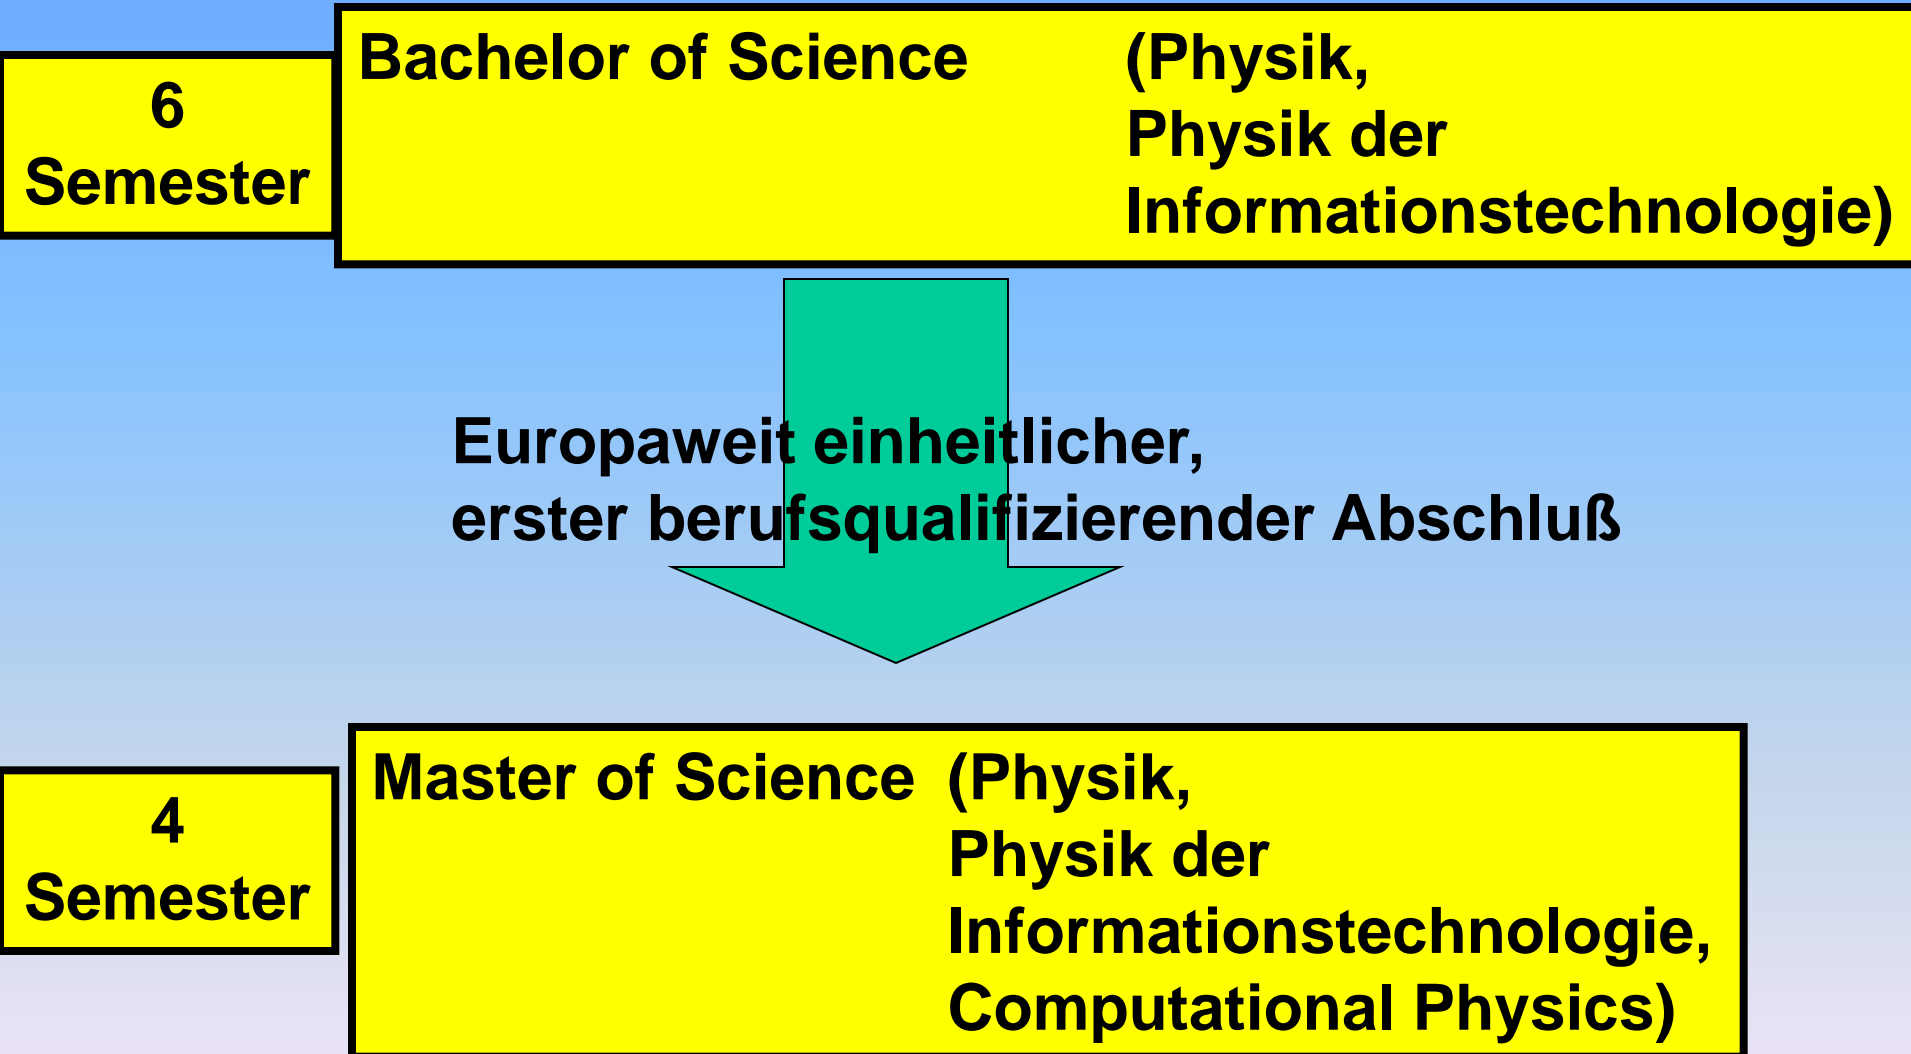 6
Semester
Bachelor of Science (Physik,
Physik der
Informationstechnologie)
Europaweit einheitlicher,
erster berufsqualifizierender Abschluß
4
Semester
Master of Science (Physik,
Physik der
Informationstechnologie,
Computational Physics)